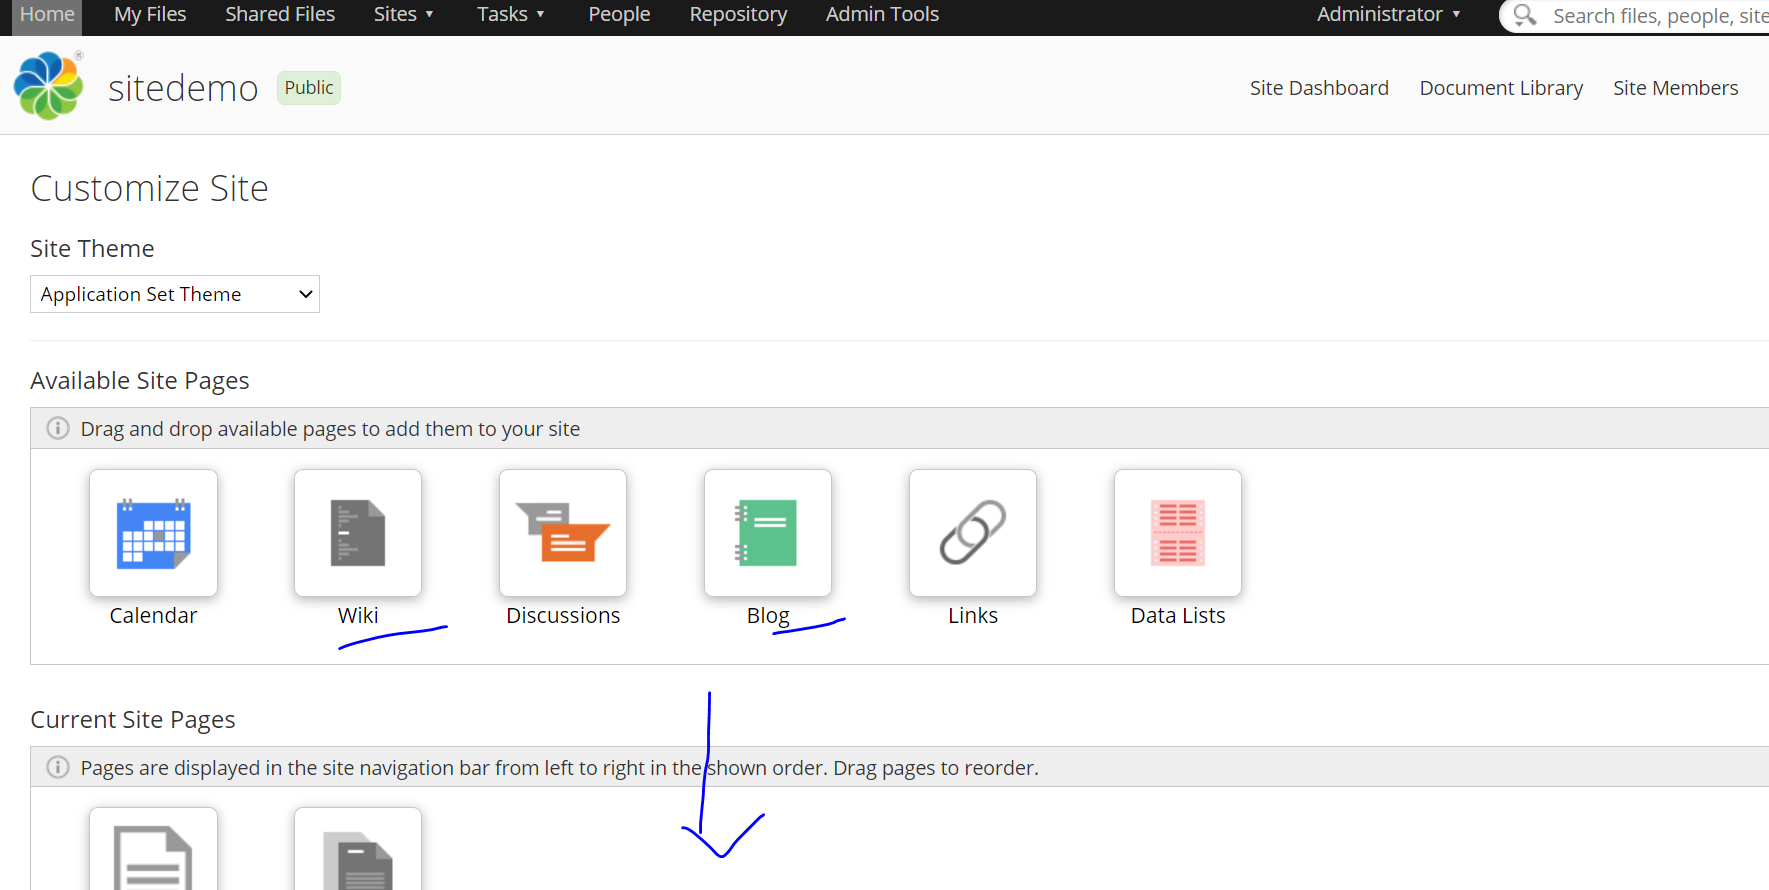 Home My Files Shared Files Sites ▼ Tasks ▼ People Repository Admin Tools Administrator ▼ Search files, people, site
sitedemo Public Site Dashboard Document Library Site Members
Customize Site
Site Theme
Application Set Theme
Available Site Pages
Drag and drop available pages to add them to your site
Calendar Wiki Discussions Blog Links Data Lists
Current Site Pages
Pages are displayed in the site navigation bar from left to right in the shown order. Drag pages to reorder.